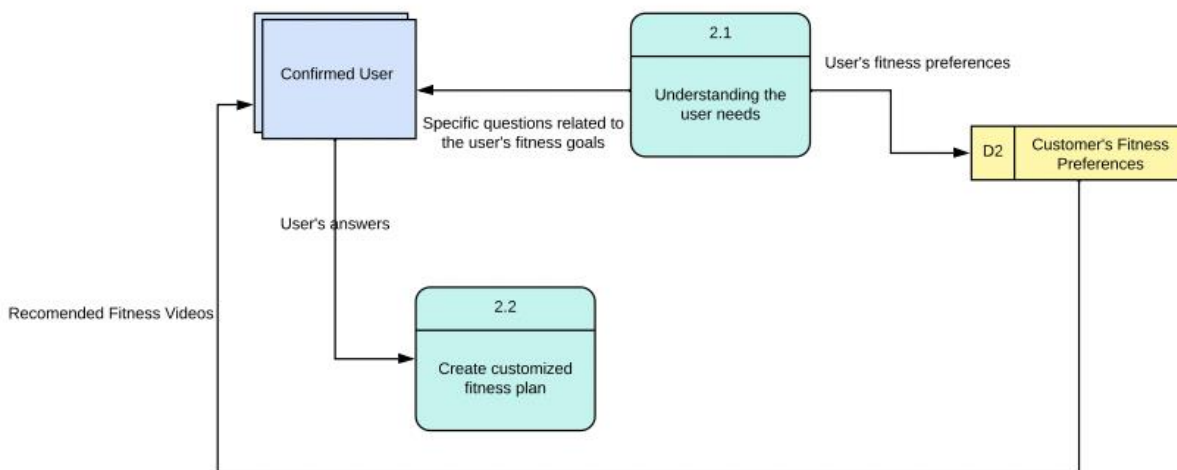 2.1
Confirmed User
User's fitness preferences
Understanding the
user needs
Specific questions related to
the user's fitness goals
D2
Customer's Fitness
Preferences
User's answers
2.2
Recomended Fitness Videos
Create customized
fitness plan